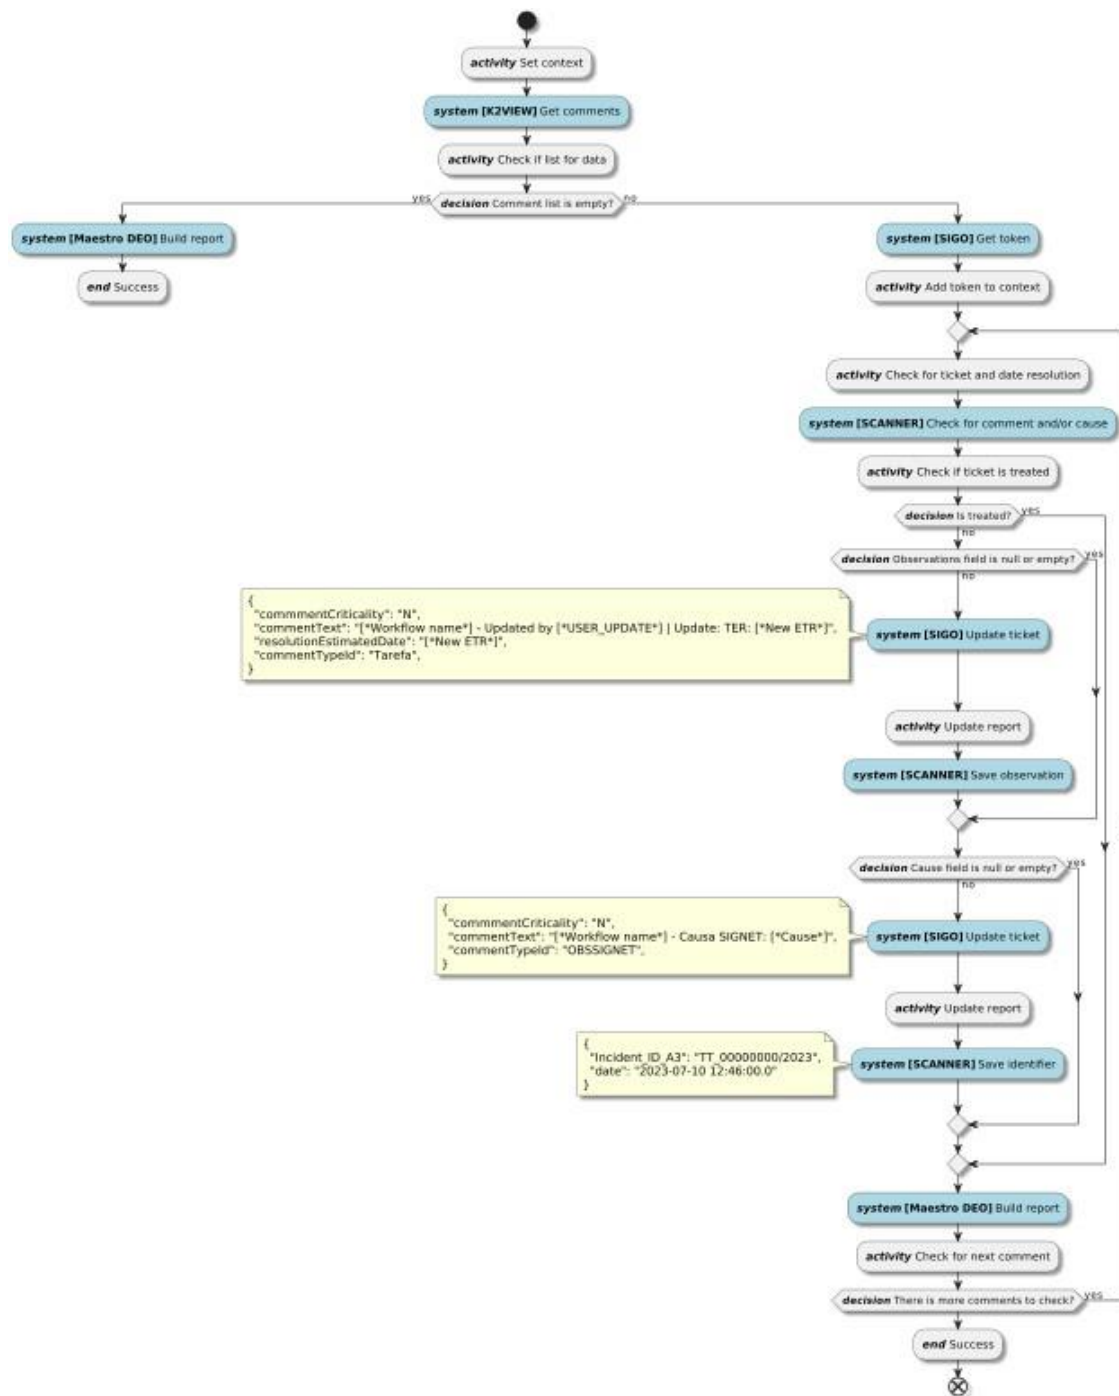 activity Set context
system [K2VIEW] Get comments
activity Check if list for data
yes
decision Comment list is empty?
no
system [Maestro DEO] Build report
end Success
system [SIGO] Get token
activity Add token to context
activity Check for ticket and date resolution
system [SCANNER] Check for comment and/or cause
activity Check if ticket is treated
decision Is treated?
yes
no
decision Observations field is null or empty?
yes
no
{
"commmentCriticality": "N",
"commentText": "[*Workflow name*] - Updated by [*USER_UPDATE*] | Update: TER: [*New ETR*]",
"resolutionEstimatedDate": "[*New ETR*]",
"commentTypeId": "Tarefa",
}
system [SIGO] Update ticket
activity Update report
system [SCANNER] Save observation
decision Cause field is null or empty?
yes
no
{
"commmentCriticality": "N",
"commentText": "[*Workflow name*] - Causa SIGNET: [*Cause*]",
"commentTypeId": "OBSSIGNET",
}
system [SIGO] Update ticket
activity Update report
{
"Incident_ID_A3": "TT_00000000/2023",
"date": "2023-07-10 12:46:00.0"
}
system [SCANNER] Save identifier
system [Maestro DEO] Build report
activity Check for next comment
decision There is more comments to check?
yes
end Success